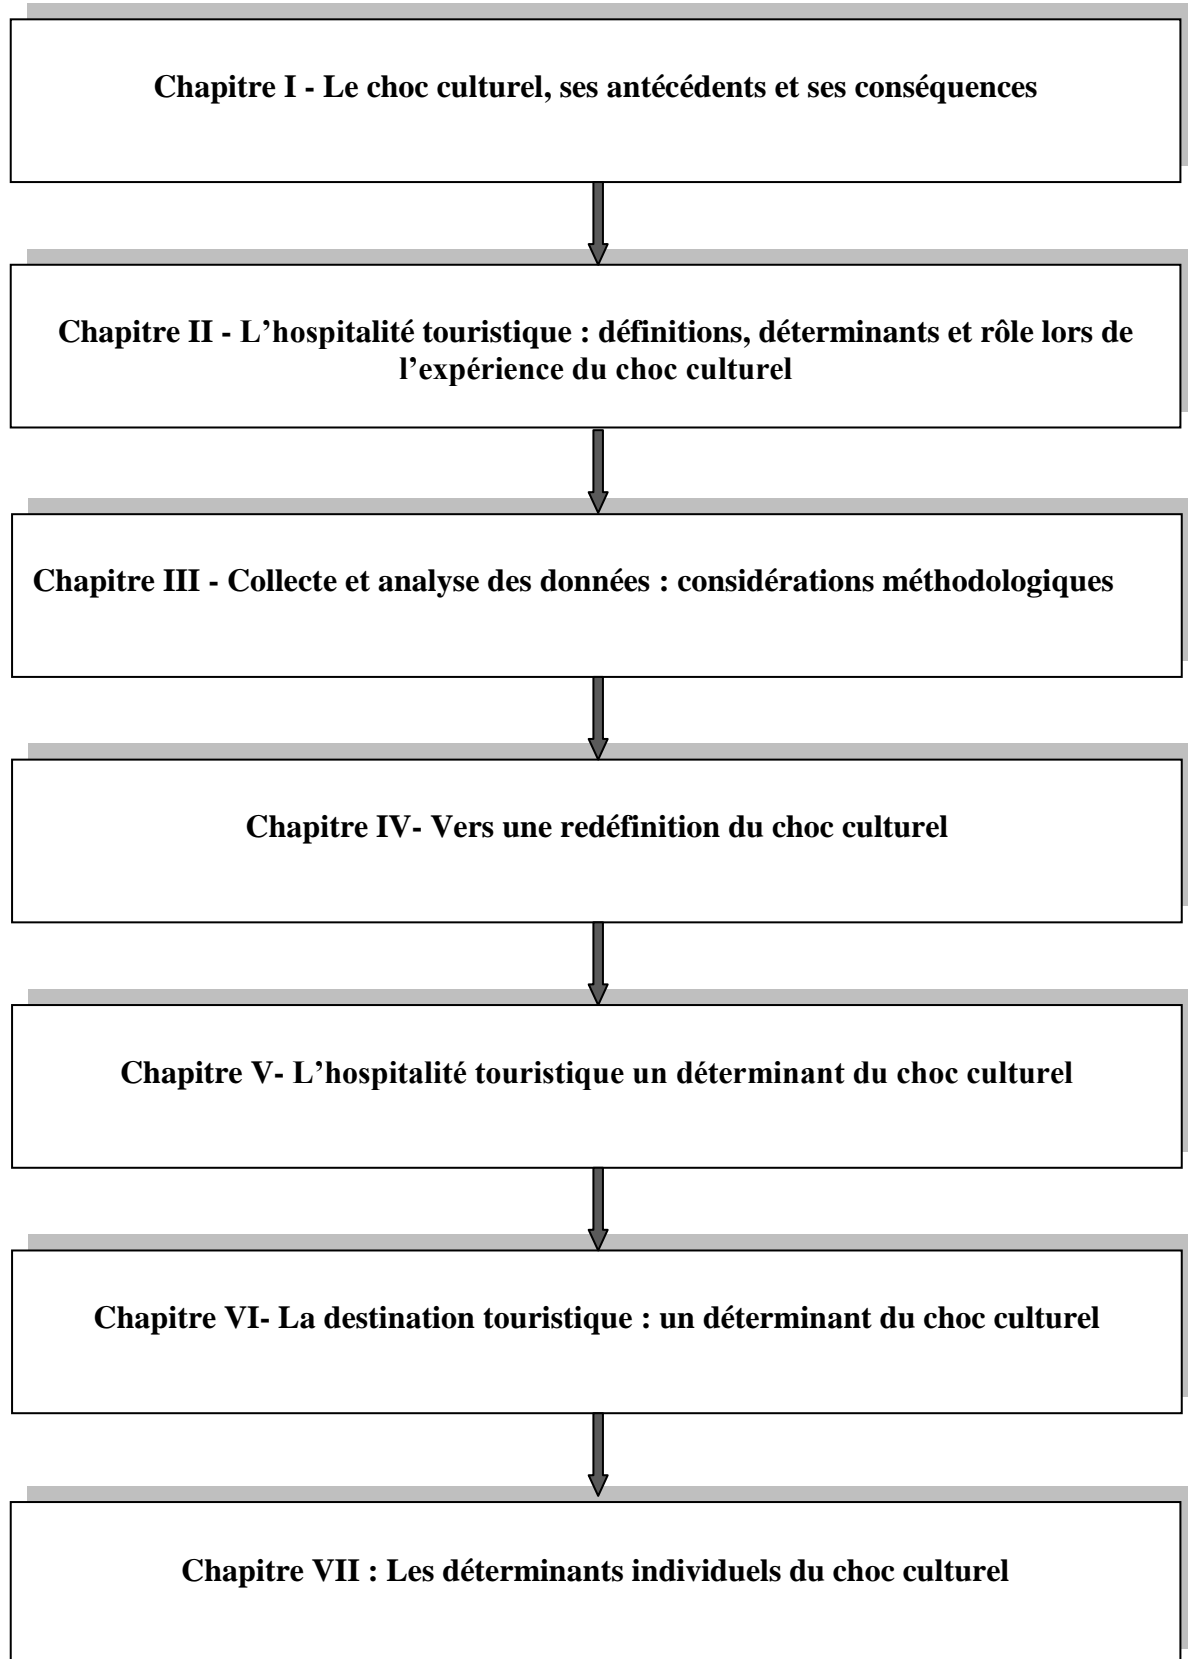 Chapitre I - Le choc culturel, ses antécédents et ses conséquences
Chapitre II - L’hospitalité touristique : définitions, déterminants et rôle lors de
l’expérience du choc culturel
Chapitre III - Collecte et analyse des données : considérations méthodologiques
Chapitre IV- Vers une redéfinition du choc culturel
Chapitre V- L’hospitalité touristique un déterminant du choc culturel
Chapitre VI- La destination touristique : un déterminant du choc culturel
Chapitre VII : Les déterminants individuels du choc culturel